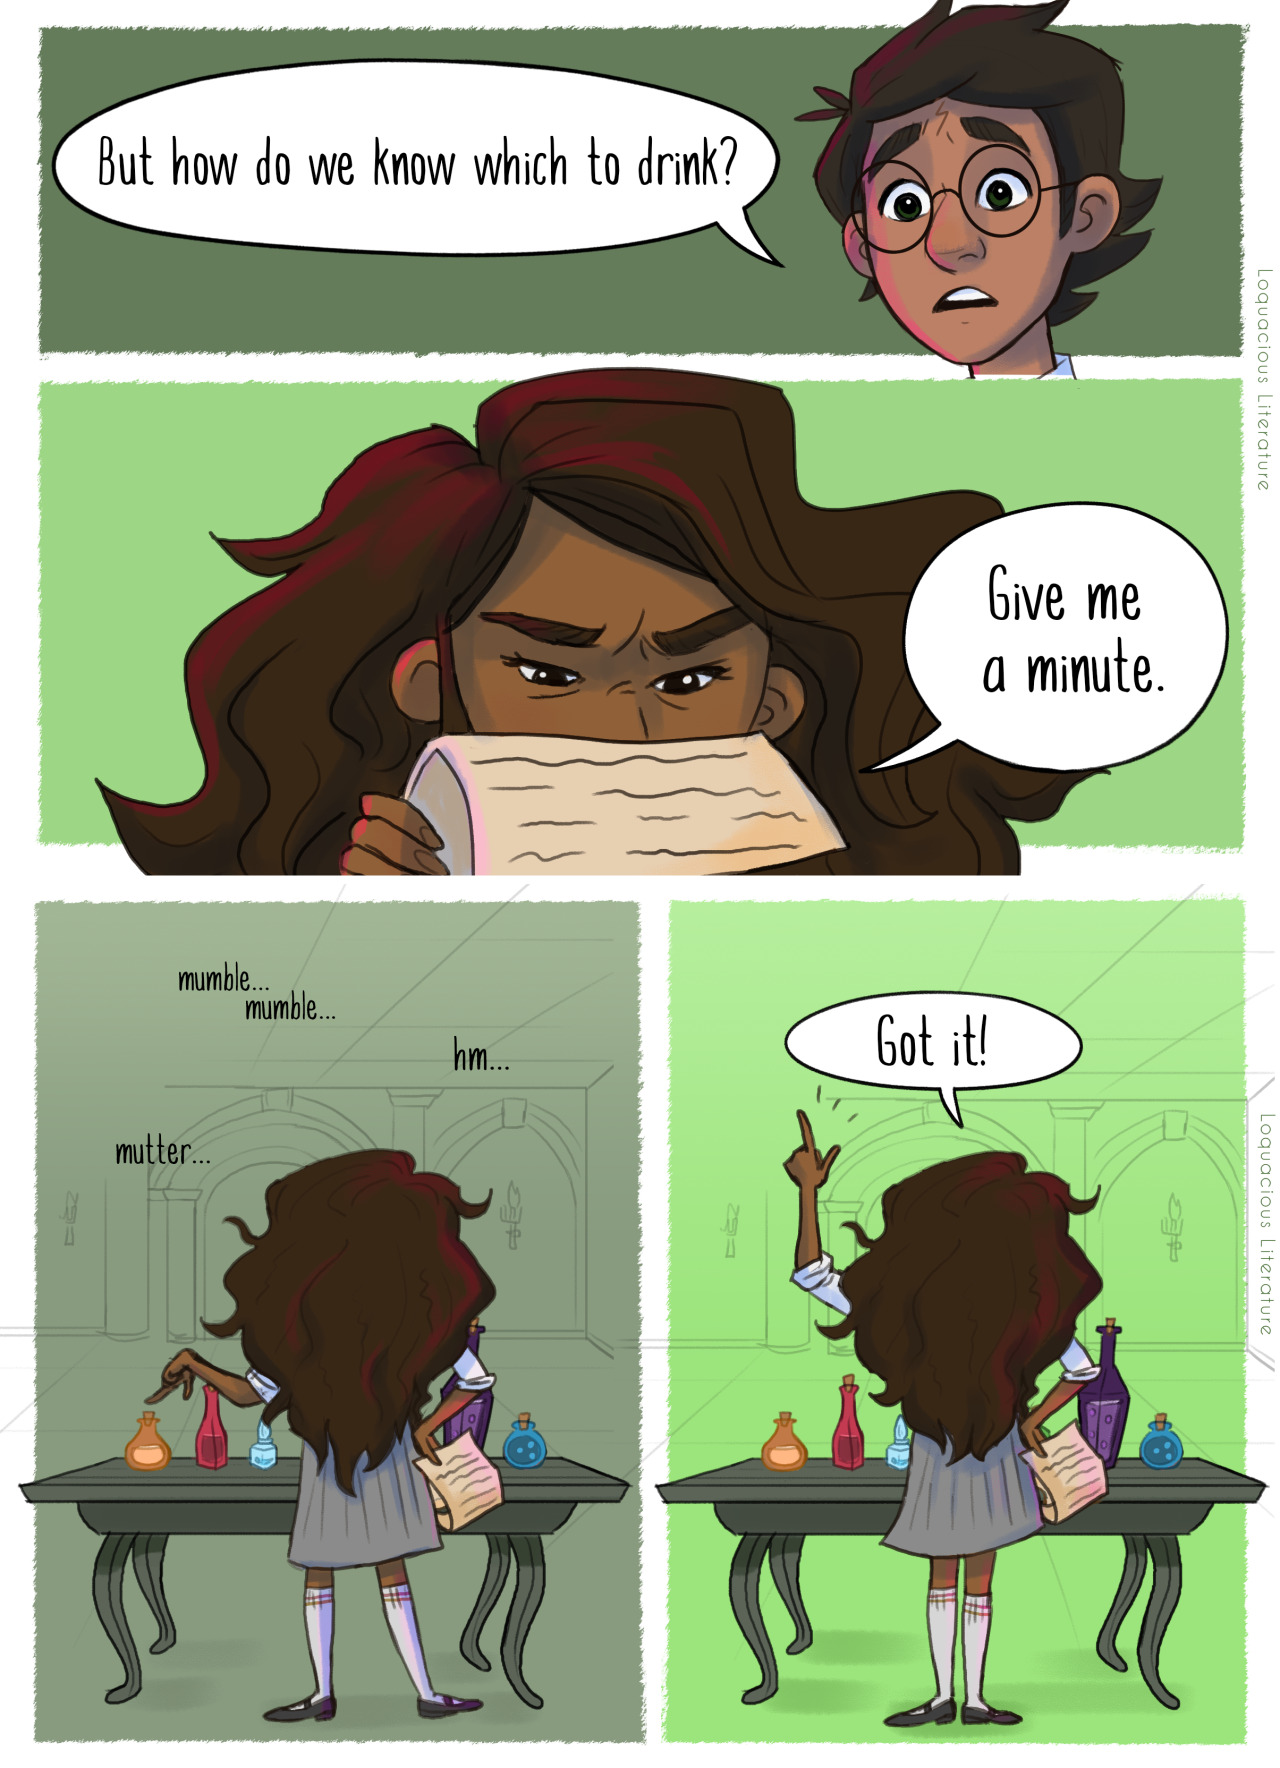 But how do we know which to drink?
Loquacious Literature
Give me
a minute.
mumble...
mumble...
hm...
mutter...
Got it!
Loquacious Literature